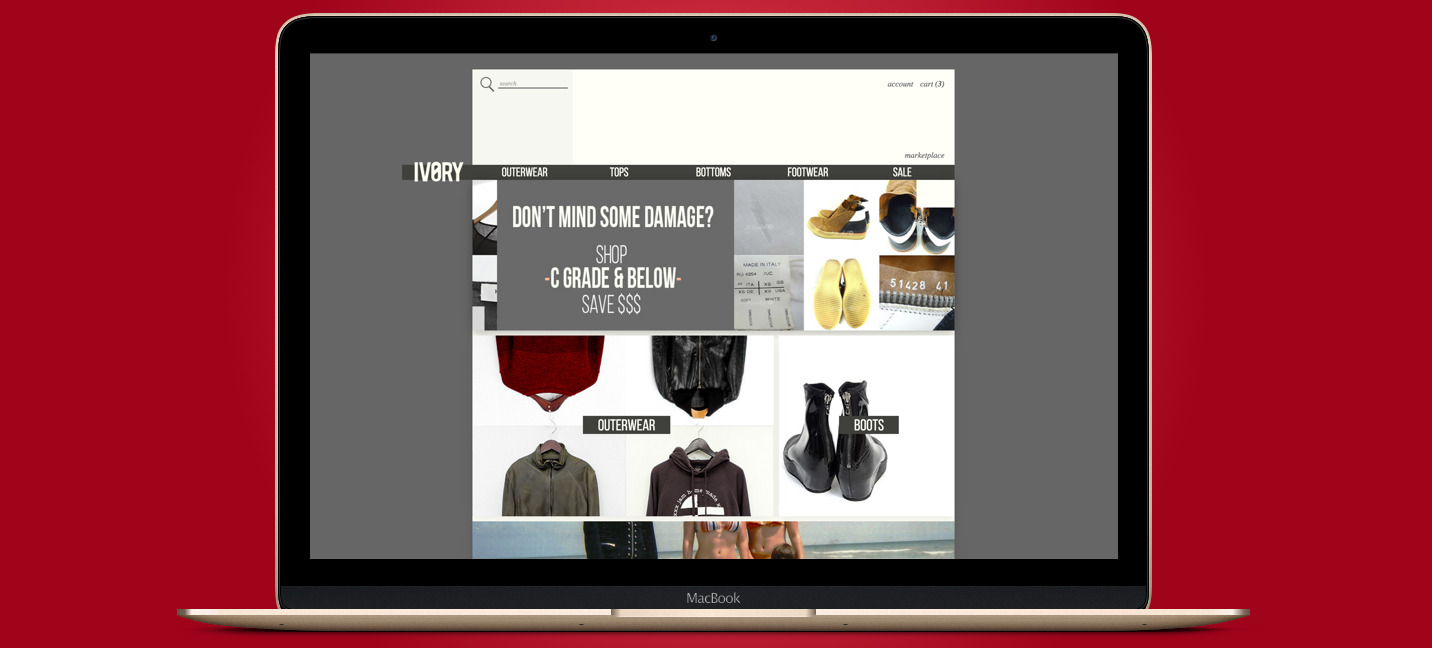 search
account cart (3)
marketplace
IVORY
OUTERWEAR TOPS BOTTOMS FOOTWEAR SALE
DON'T MIND SOME DAMAGE?
SHOP
-C GRADE & BELOW-
SAVE $$$
MADE IN ITALY
51428 41
OUTERWEAR
BOOTS
MacBook